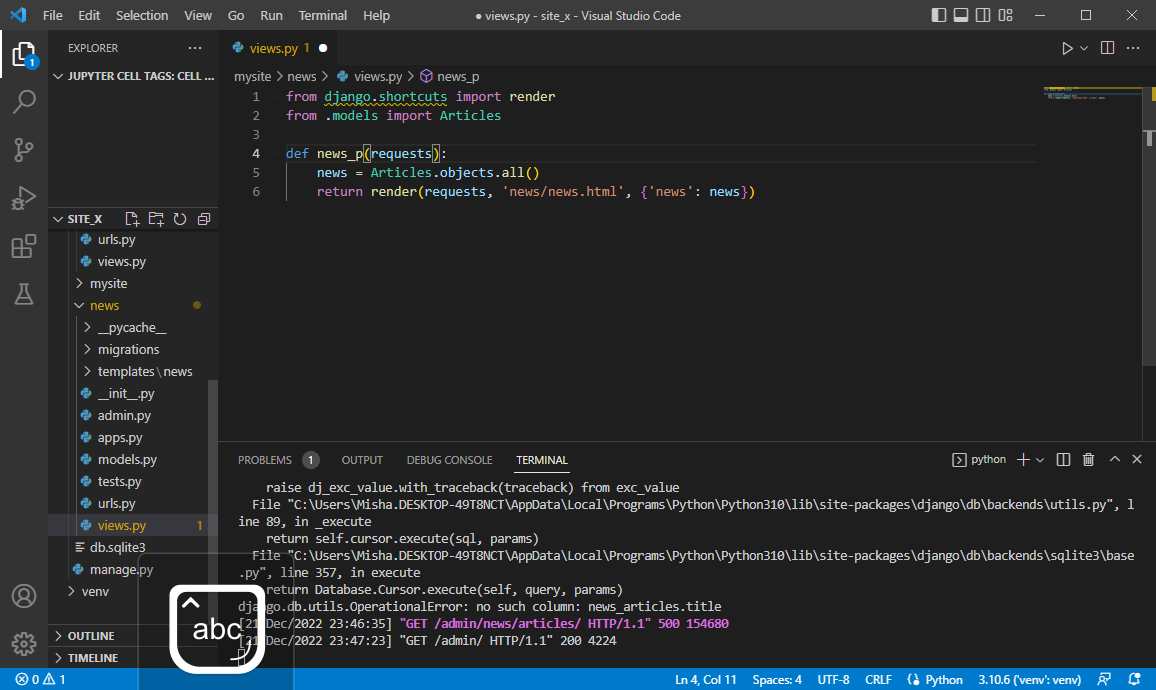 File Edit Selection View Go Run Terminal Help
● views.py - site_x - Visual Studio Code
1
EXPLORER
JUPYTER CELL TAGS: CELL ...
SITE_X
urls.py
views.py
mysite
news
__pycache__
migrations
templates\news
__init__.py
admin.py
apps.py
models.py
tests.py
urls.py
views.py 1
db.sqlite3
manage.py
venv
OUTLINE
TIMELINE
views.py 1
mysite > news > views.py > news_p
1 from django.shortcuts import render
2 from .models import Articles
3
4 def news_p(requests):
5 news = Articles.objects.all()
6 return render(requests, 'news/news.html', {'news': news})
PROBLEMS 1 OUTPUT DEBUG CONSOLE TERMINAL
python
raise dj_exc_value.with_traceback(traceback) from exc_value
File "C:\Users\Misha.DESKTOP-49T8NCT\AppData\Local\Programs\Python\Python310\lib\site-packages\django\db\backends\utils.py", l
ine 89, in _execute
return self.cursor.execute(sql, params)
File "C:\Users\Misha.DESKTOP-49T8NCT\AppData\Local\Programs\Python\Python310\lib\site-packages\django\db\backends\sqlite3\base
.py", line 357, in execute
return Database.Cursor.execute(self, query, params)
django.db.utils.OperationalError: no such column: news_articles.title
[21/Dec/2022 23:46:35] "GET /admin/news/articles/ HTTP/1.1" 500 154680
[21/Dec/2022 23:47:23] "GET /admin/ HTTP/1.1" 200 4224
abc
0 1
Ln 4, Col 11 Spaces: 4 UTF-8 CRLF Python 3.10.6 ('venv': venv)